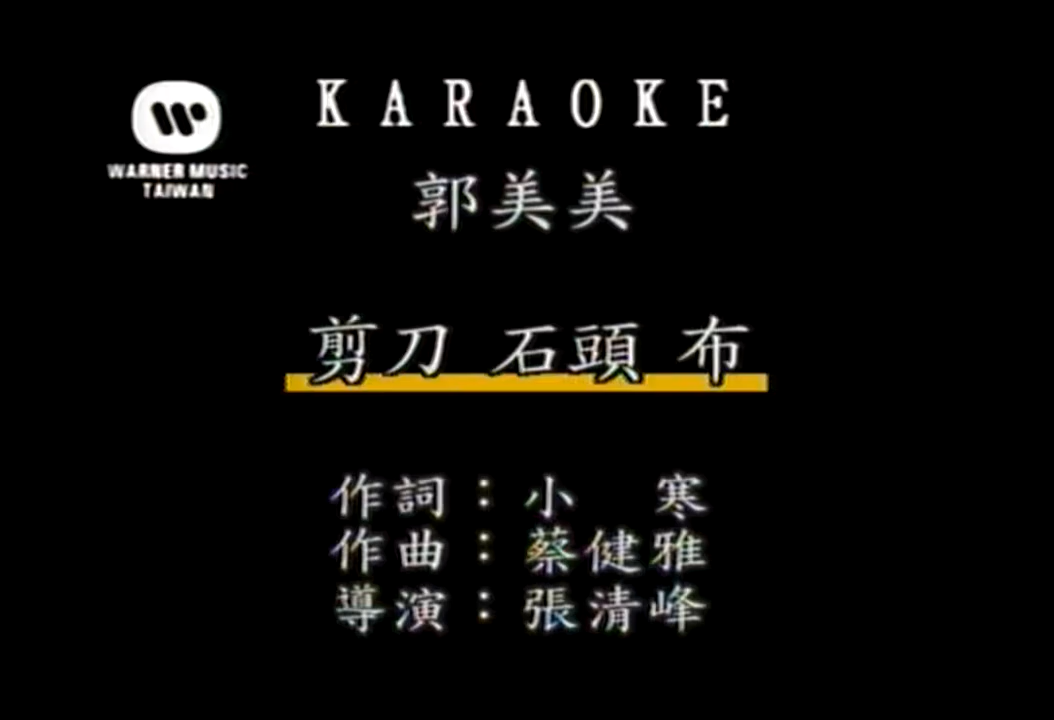 KARAOKE
WARNER MUSIC
TAIWAN
郭美美
剪刀 石頭 布
作詞：小 寒
作曲：蔡健雅
導演：張清峰